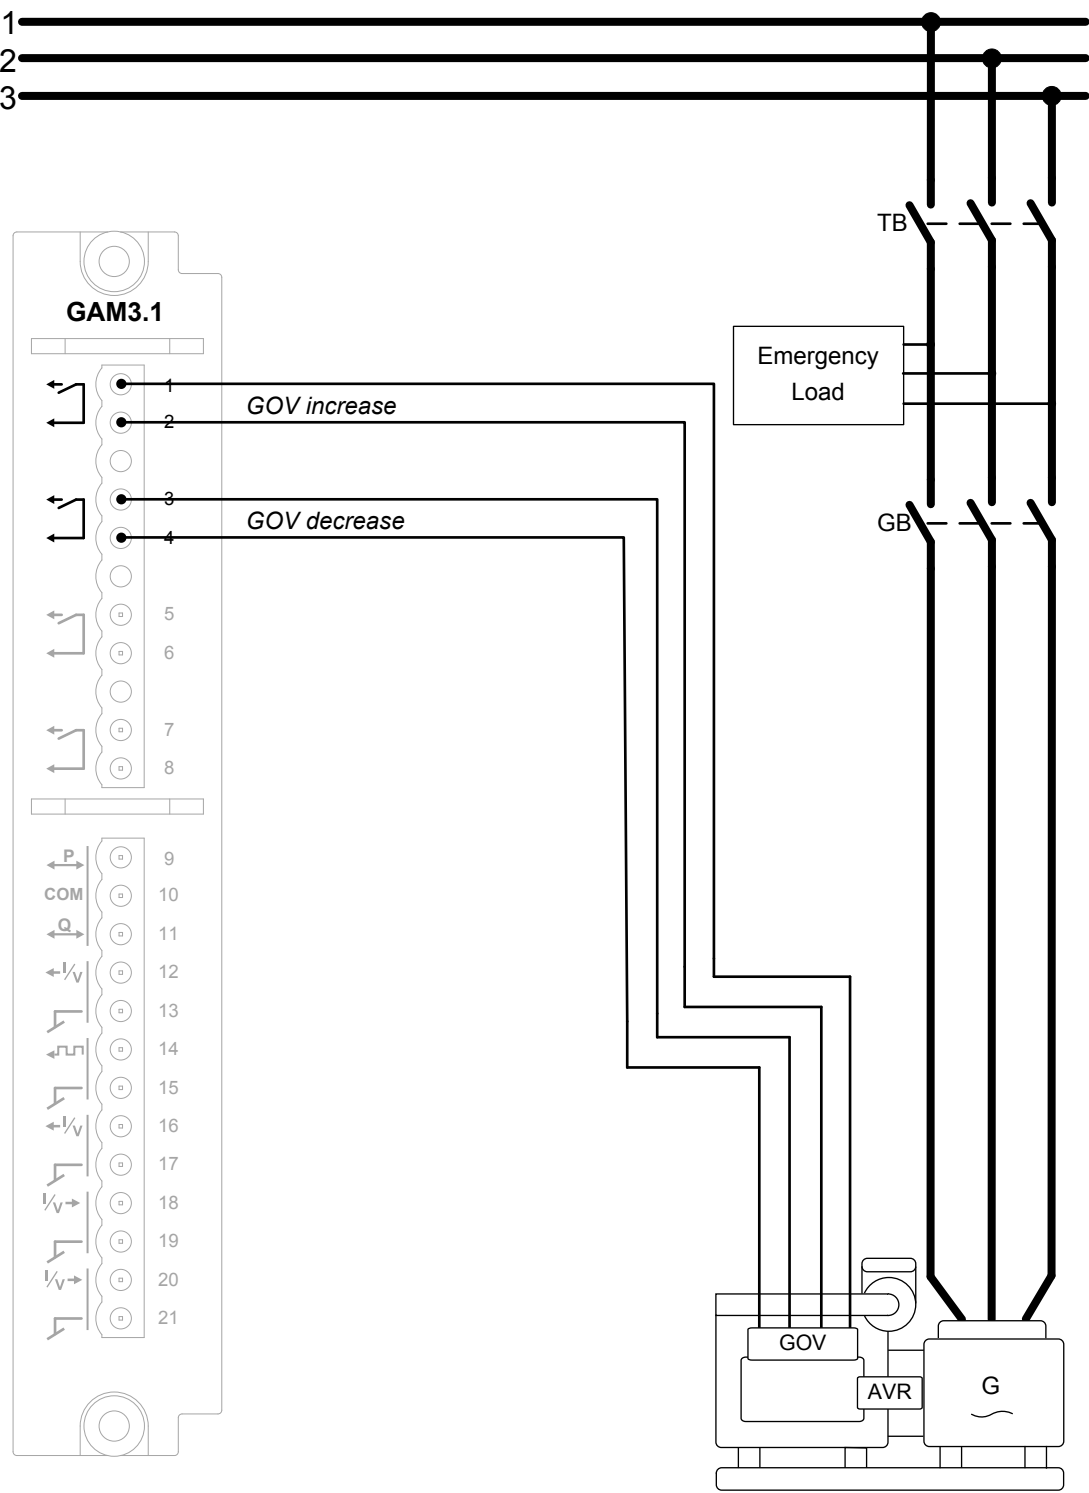 1
2
3
TB
GAM3.1
Emergency
Load
1
GOV increase
2
3
GOV decrease
4
GB
5
6
7
8
P
9
COM
10
Q
11
I/V
12
13
14
15
I/V
16
17
I/V
18
19
I/V
20
21
GOV
AVR
G